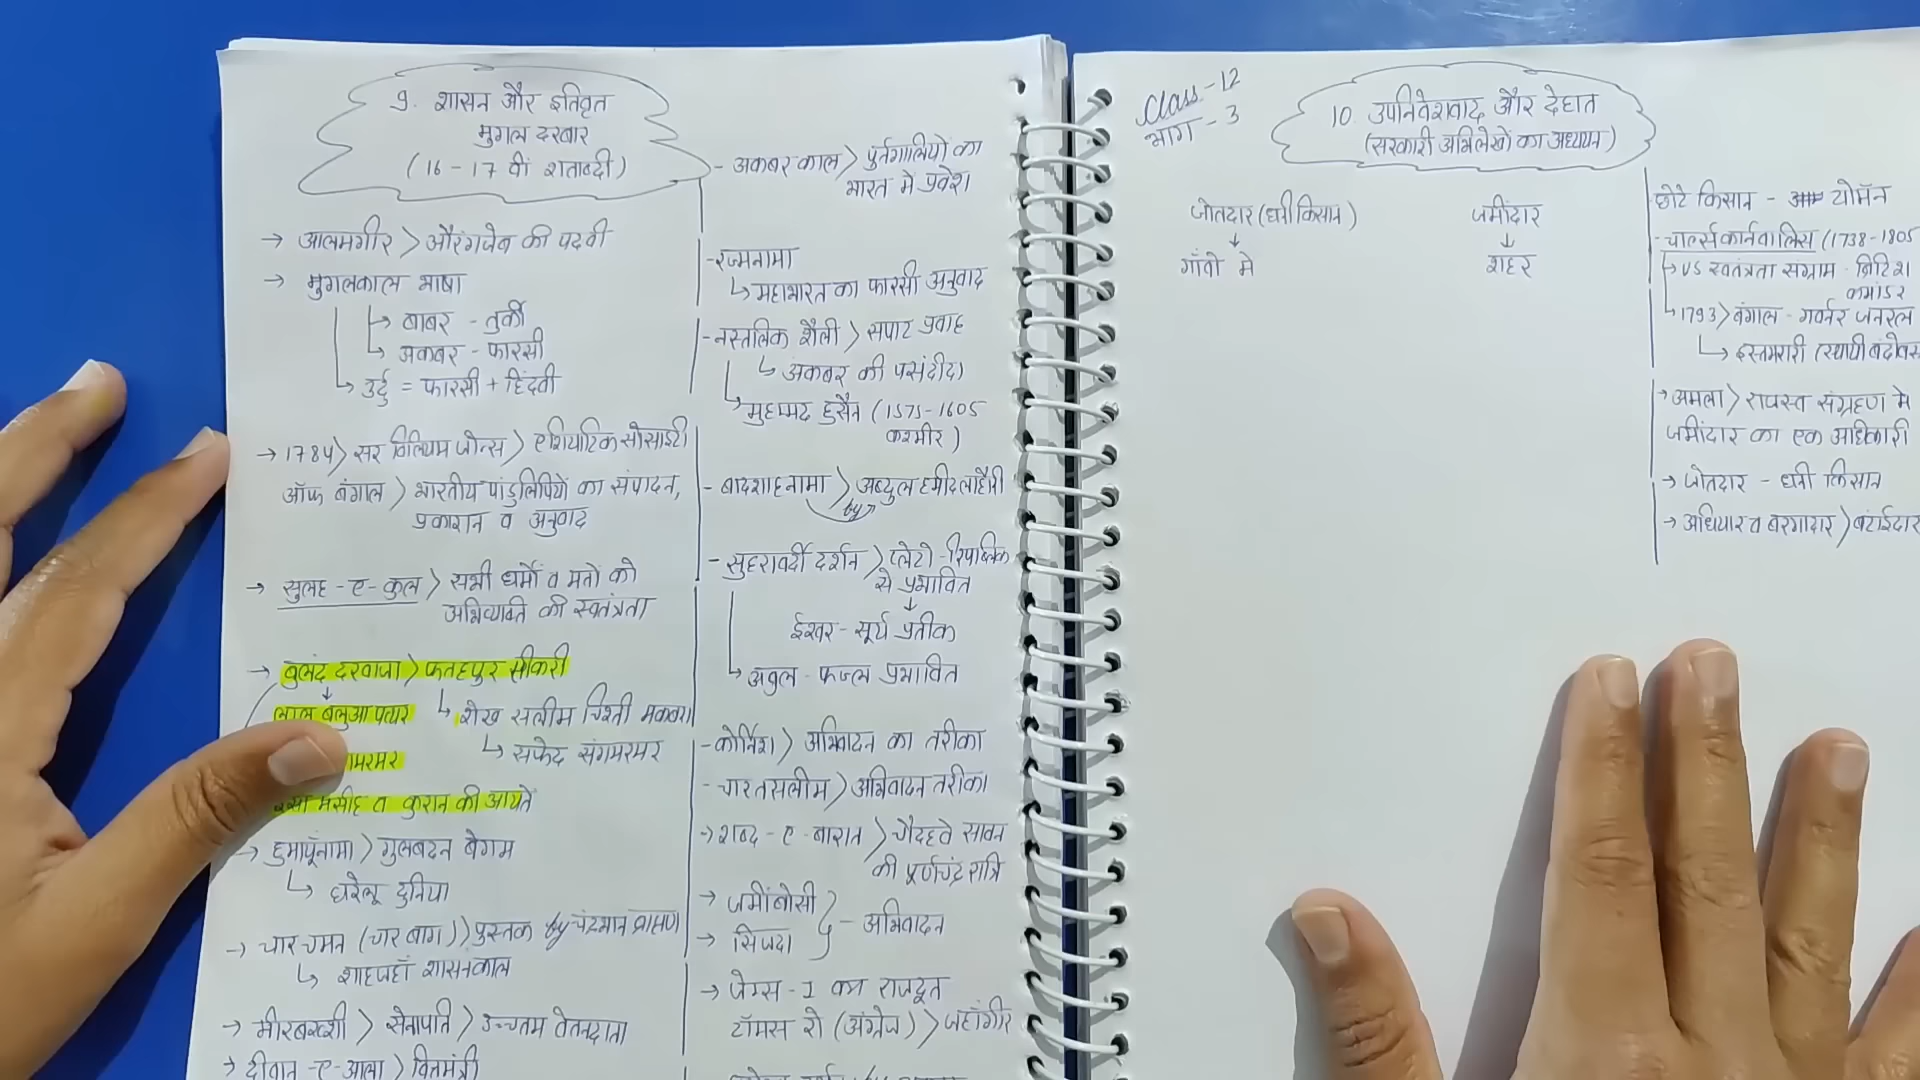 9. शासन और इतिवृत
मुगल दरबार
(16 - 17 वीं शताब्दी)
→ आलमगीर > औरंगजेब की पदवी
→ मुगलकाल भाषा
↳ बाबर - तुर्की
↳ अकबर - फारसी
↳ उर्दु = फारसी + हिंदवी
→ 1784 > सर विलियम जोन्स > एशियाटिक सोसाइटी
ऑफ बंगाल > भारतीय पांडुलिपियों का संपादन,
प्रकाशन व अनुवाद
→ सुलह - ए - कुल > सभी धर्मों व मतों को
अभिव्यक्ति की स्वतंत्रता
→ बुलंद दरवाजा > फतहपुर सीकरी
↓
लाल बलुआ पत्थर ↳ शेख सलीम चिश्ती मकबरा
↳ सफेद संगमरमर
मरमर
मसीह व कुरान की आयतें
→ हुमायूँनामा > गुलबदन बेगम
↳ घरेलू दुनिया
→ चार चमन (चार बाग) > पुस्तक by चंद्रभान ब्राह्मण
↳ शाहजहाँ शासनकाल
→ मीरबख्शी > सेनापति > उच्चतम वेतनदाता
→ दीवान -ए-आला > वित्तमंत्री
- अकबर काल > पुर्तगालियों का
भारत में प्रवेश
- रज्मनामा
↳ महाभारत का फारसी अनुवाद
- नस्तलिक शैली > सपाट प्रवाह
↳ अकबर की पसंदीदा
↳ मुहम्मद हुसैन (1575-1605
कश्मीर)
- बादशाहनामा > अब्दुल हमीद लाहौरी
by
- सुहरावर्दी दर्शन > प्लेटो - रिपब्लिक
से प्रभावित
↓
ईश्वर - सूर्य प्रतीक
↳ अबुल - फज्ल प्रभावित
- कोर्निश > अभिवादन का तरीका
- चारतसलीम > अभिवादन तरीका
→ शब्द - ए - बारात > चौदहवे सावन
की पूर्णचंद्र रात्रि
→ जमींबोसी
→ सिजदा } - अभिवादन
→ जेम्स - I का राजदूत
टॉमस रो (अंग्रेज) > जहाँगीर
Class - 12
भाग - 3
10 उपनिवेशवाद और देहात
(सरकारी अभिलेखों का अध्ययन)
जोतदार (धनी किसान)
↓
गाँवो मे
जमींदार
↓
शहर
छोटे किसान - योमॅन
- चार्ल्स कार्नवालिस (1738 - 1805
↳ US स्वतंत्रता संग्राम - ब्रिटिश
कमांडर
↳ 1793 > बंगाल - गवर्नर जनरल
↳ इस्तमरारी (स्थायी बंदोबस्त
→ अमला > राजस्व संग्रहण मे
जमींदार का एक अधिकारी
→ जोतदार - धनी किसान
→ अधियार व बरगादार > बटाईदार